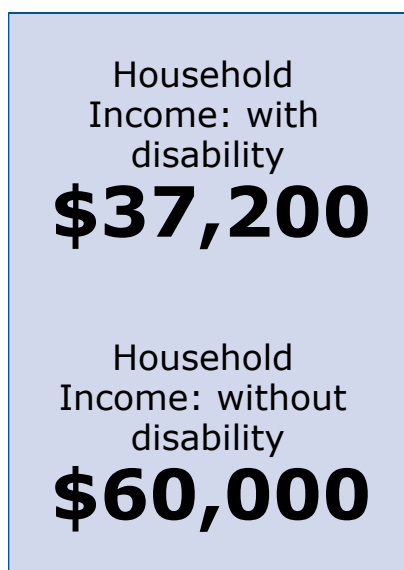 Household
Income: with
disability
$37,200
Household
Income: without
disability
$60,000